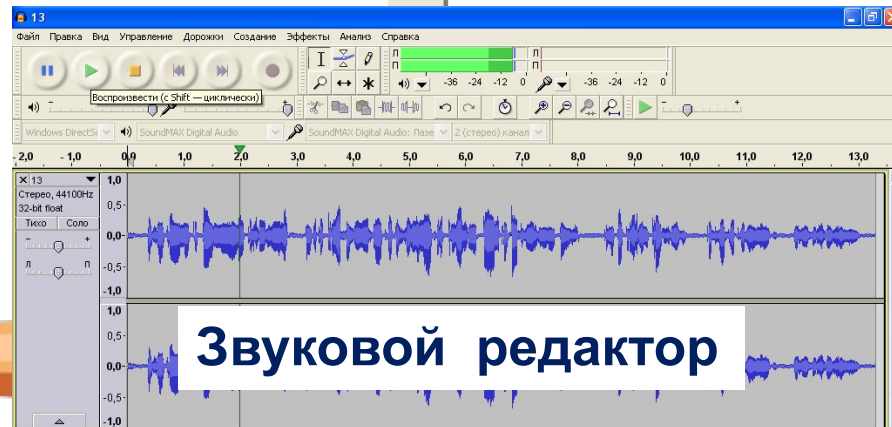 13
Файл Правка Вид Управление Дорожки Создание Эффекты Анализ Справка
Л Л
П П
-36 -24 -12 0 -36 -24 -12 0
Воспроизвести (с Shift — циклически)
Windows DirectSo SoundMAX Digital Audio SoundMAX Digital Audio: Пазе 2 (стерео) канал
- 2,0 - 1,0 0,0 1,0 2,0 3,0 4,0 5,0 6,0 7,0 8,0 9,0 10,0 11,0 12,0 13,0
13 1,0
Стерео, 44100Hz
32-bit float 0,5-
Тихо Соло
- + 0,0-
Л П -0,5-
-1,0
1,0
0,5-
Звуковой редактор
0,0-
-0,5-
-1,0